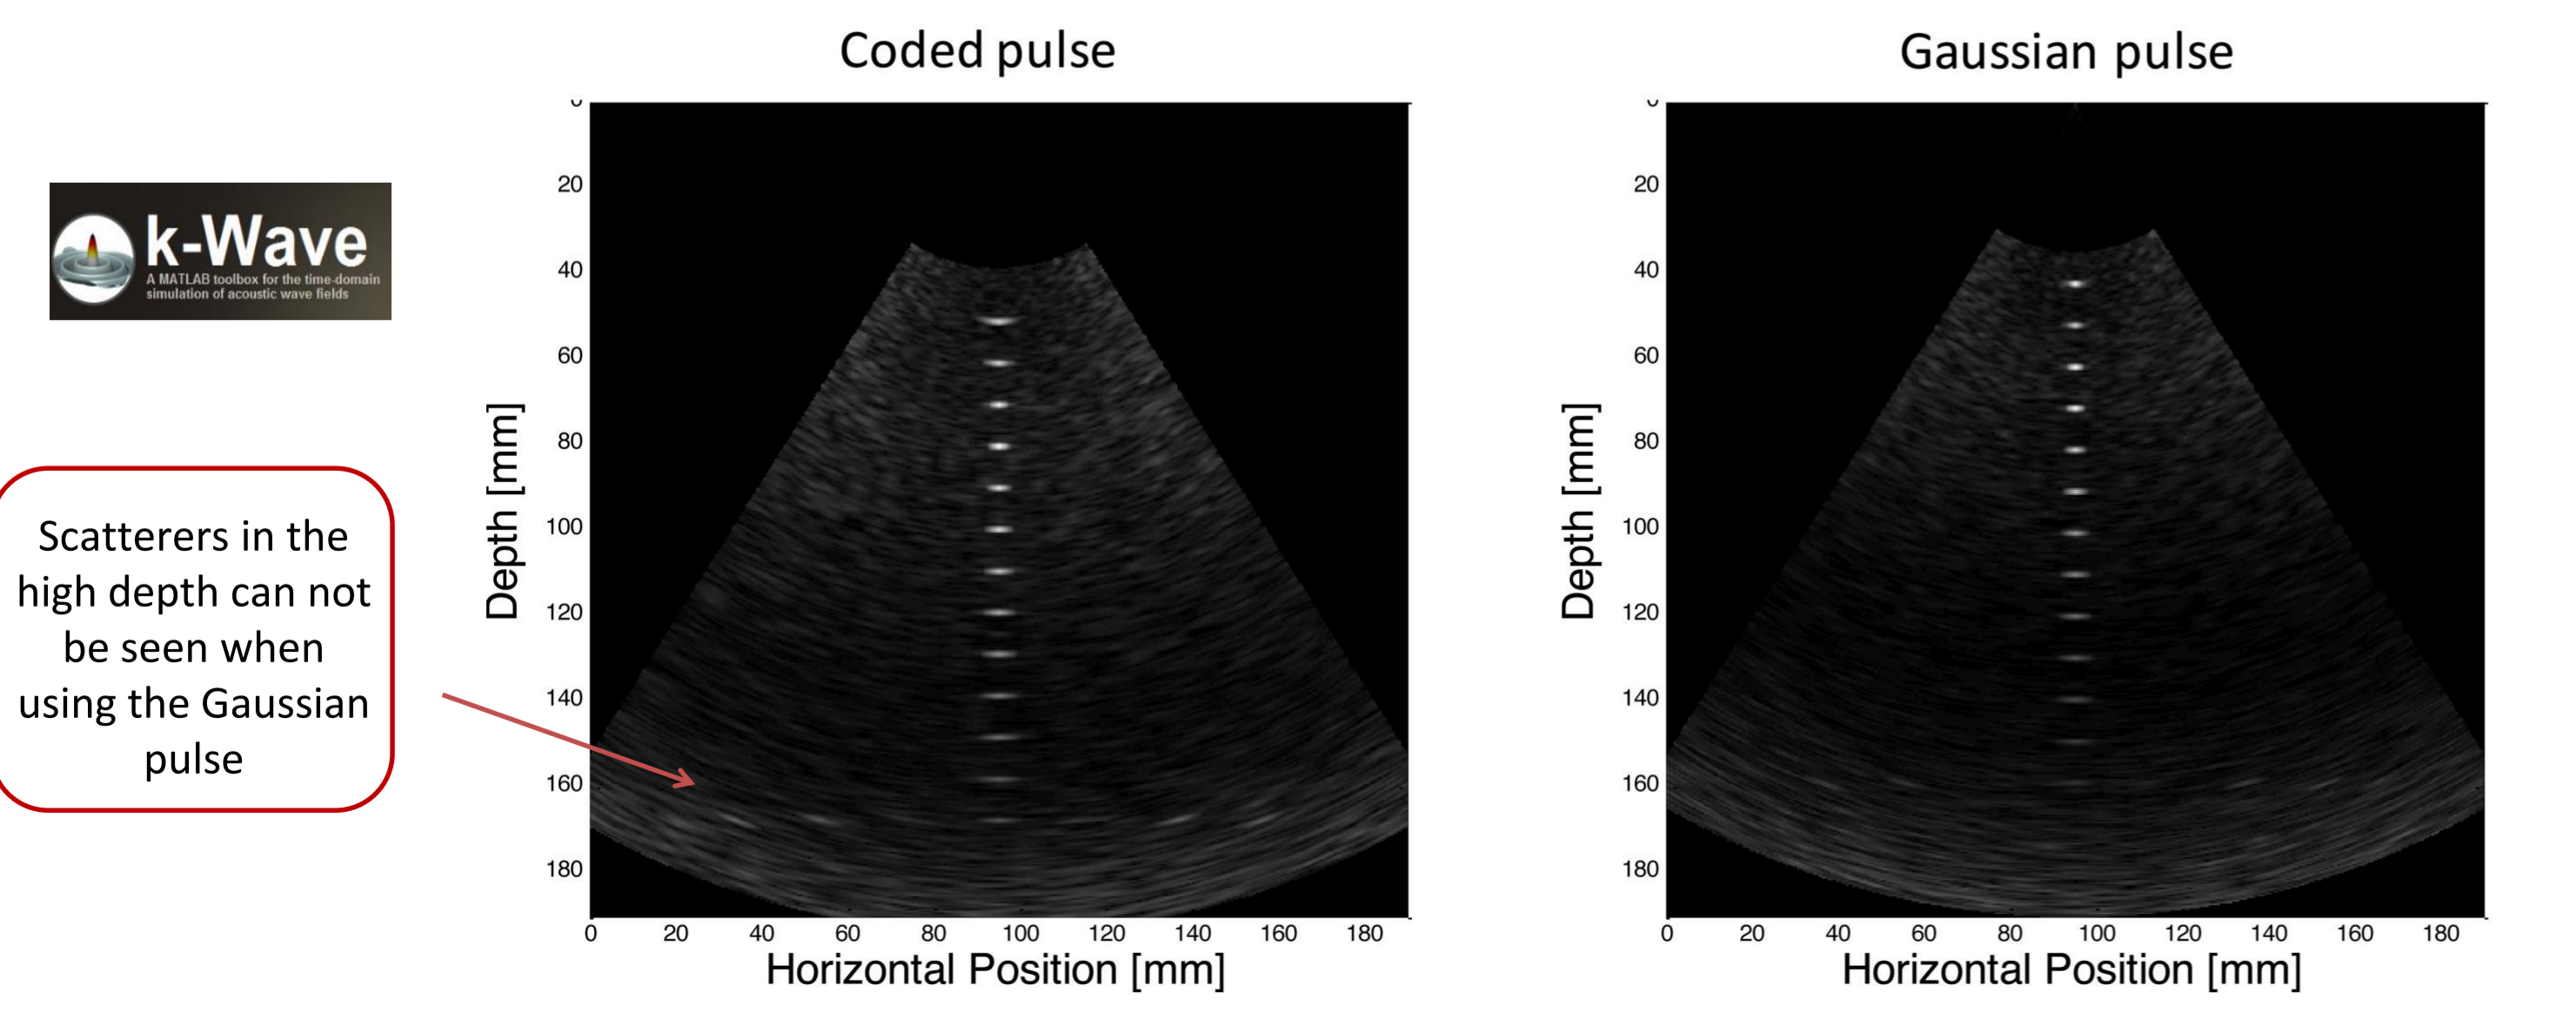 Coded pulse
Gaussian pulse
k-Wave
A MATLAB toolbox for the time-domain
simulation of acoustic wave fields
Scatterers in the
high depth can not
be seen when
using the Gaussian
pulse
Depth [mm]
0
20
40
60
80
100
120
140
160
180
0 20 40 60 80 100 120 140 160 180
Horizontal Position [mm]
Depth [mm]
0
20
40
60
80
100
120
140
160
180
0 20 40 60 80 100 120 140 160 180
Horizontal Position [mm]